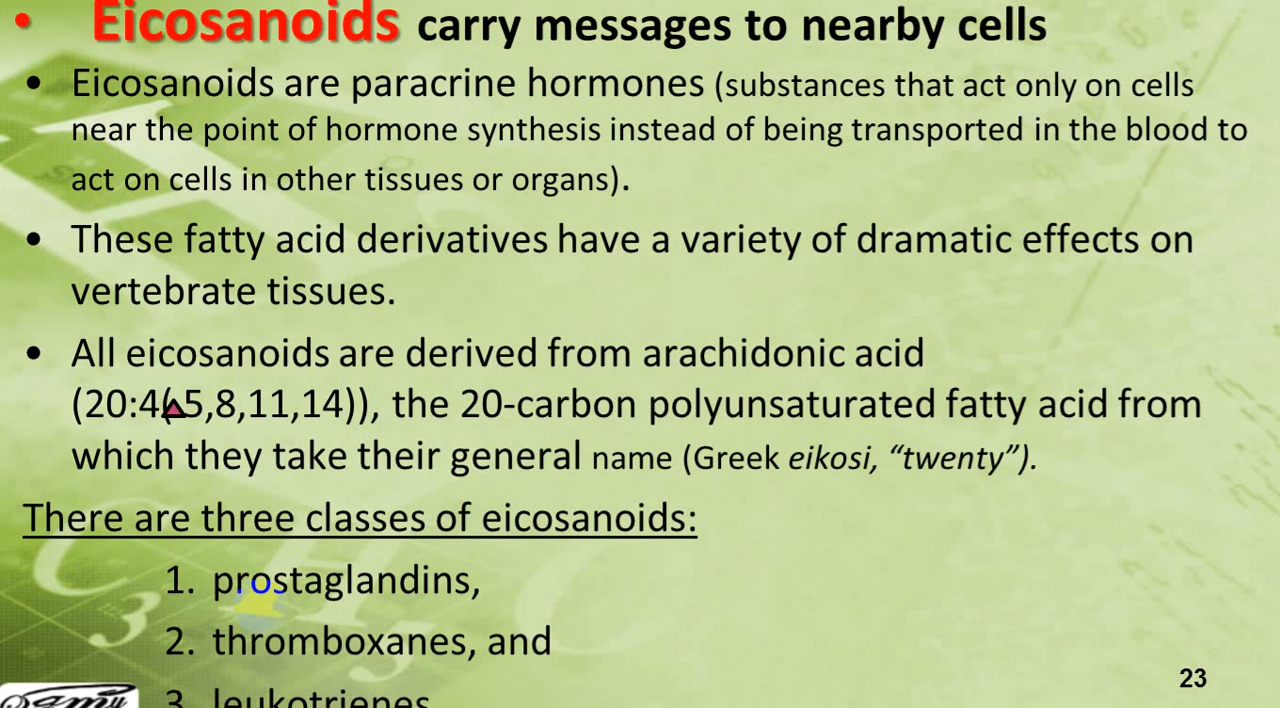 • Eicosanoids carry messages to nearby cells
• Eicosanoids are paracrine hormones (substances that act only on cells
near the point of hormone synthesis instead of being transported in the blood to
act on cells in other tissues or organs).
• These fatty acid derivatives have a variety of dramatic effects on
vertebrate tissues.
• All eicosanoids are derived from arachidonic acid
(20:4(▲5,8,11,14)), the 20-carbon polyunsaturated fatty acid from
which they take their general name (Greek eikosi, “twenty”).
There are three classes of eicosanoids:
1. prostaglandins,
2. thromboxanes, and
3. leukotrienes
23